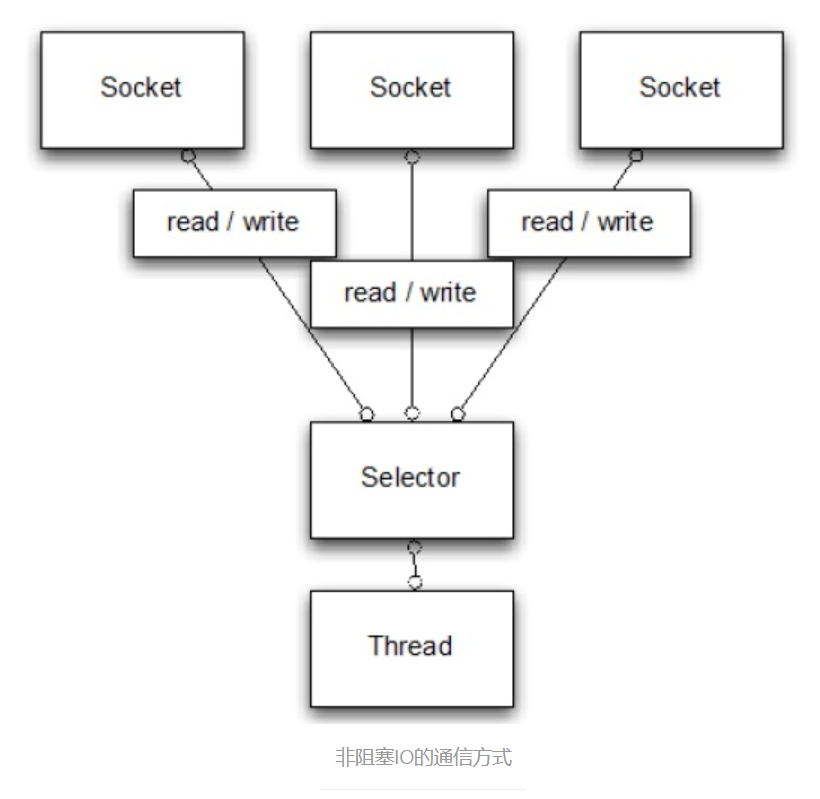 Socket
Socket
Socket
read / write
read / write
read / write
Selector
Thread
非阻塞IO的通信方式